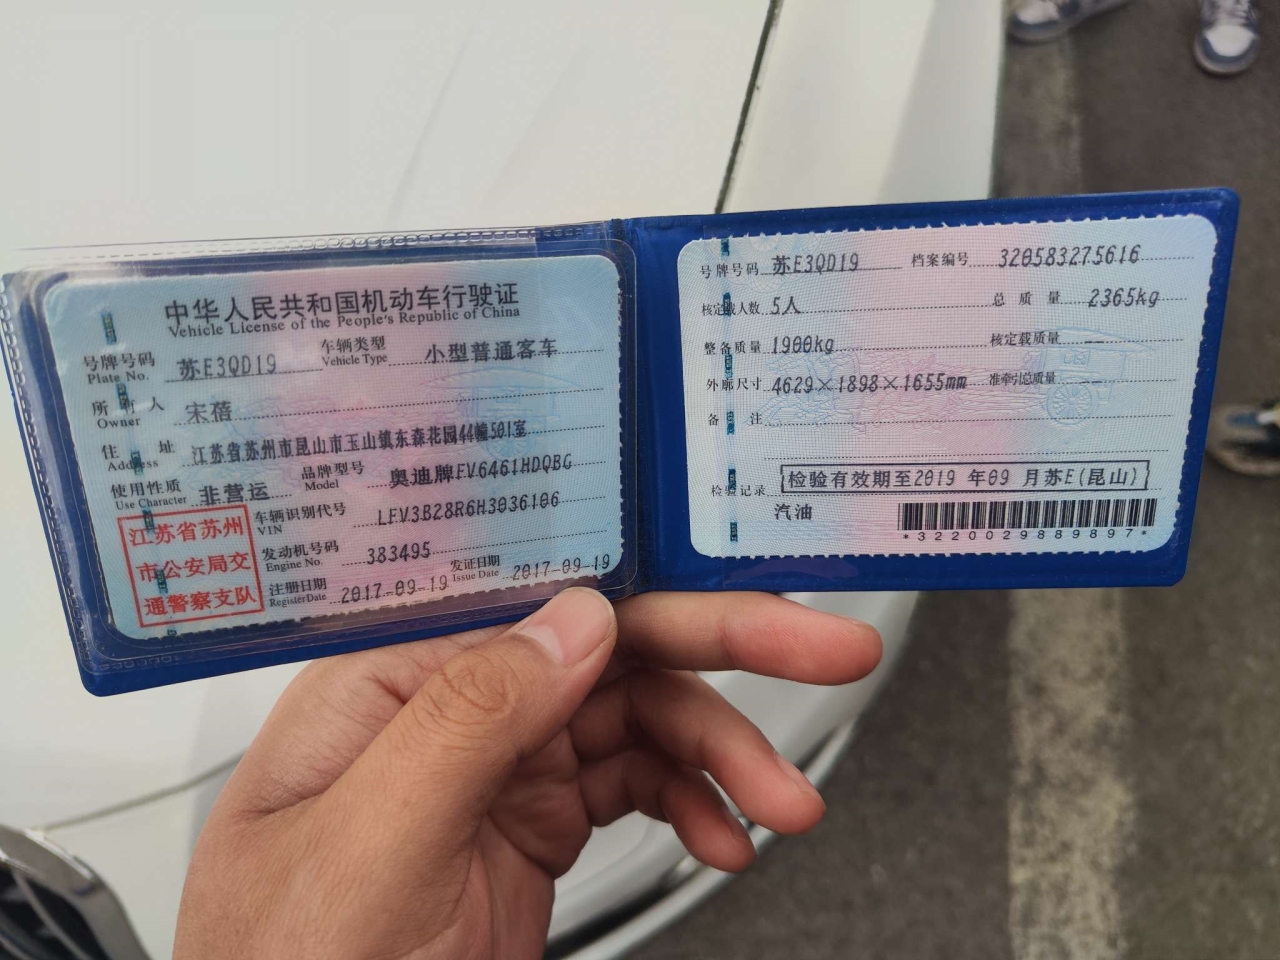 中华人民共和国机动车行驶证
Vehicle License of the People's Republic of China
号牌号码 苏E3QD19 车辆类型 小型普通客车
Plate No. Vehicle Type
所有人 宋蓓
Owner
住址 江苏省苏州市昆山市玉山镇东森花园44幢501室
Address
使用性质 非营运 品牌型号 奥迪牌FV6461HDQBG
Use Character Model
江苏省苏州
市公安局交
通警察支队
车辆识别代号 LFV3B28R6H3036106
VIN
发动机号码 383495
Engine No.
注册日期 2017-09-19 发证日期 2017-09-19
Register Date Issue Date
号牌号码 苏E3QD19 档案编号 320583275616
核定载人数 5人 总质量 2365kg
整备质量 1900kg 核定载质量 --
外廓尺寸 4629×1898×1655mm 准牵引总质量 --
备注
检验记录 检验有效期至2019年09月苏E(昆山)
汽油
*3220029889897*